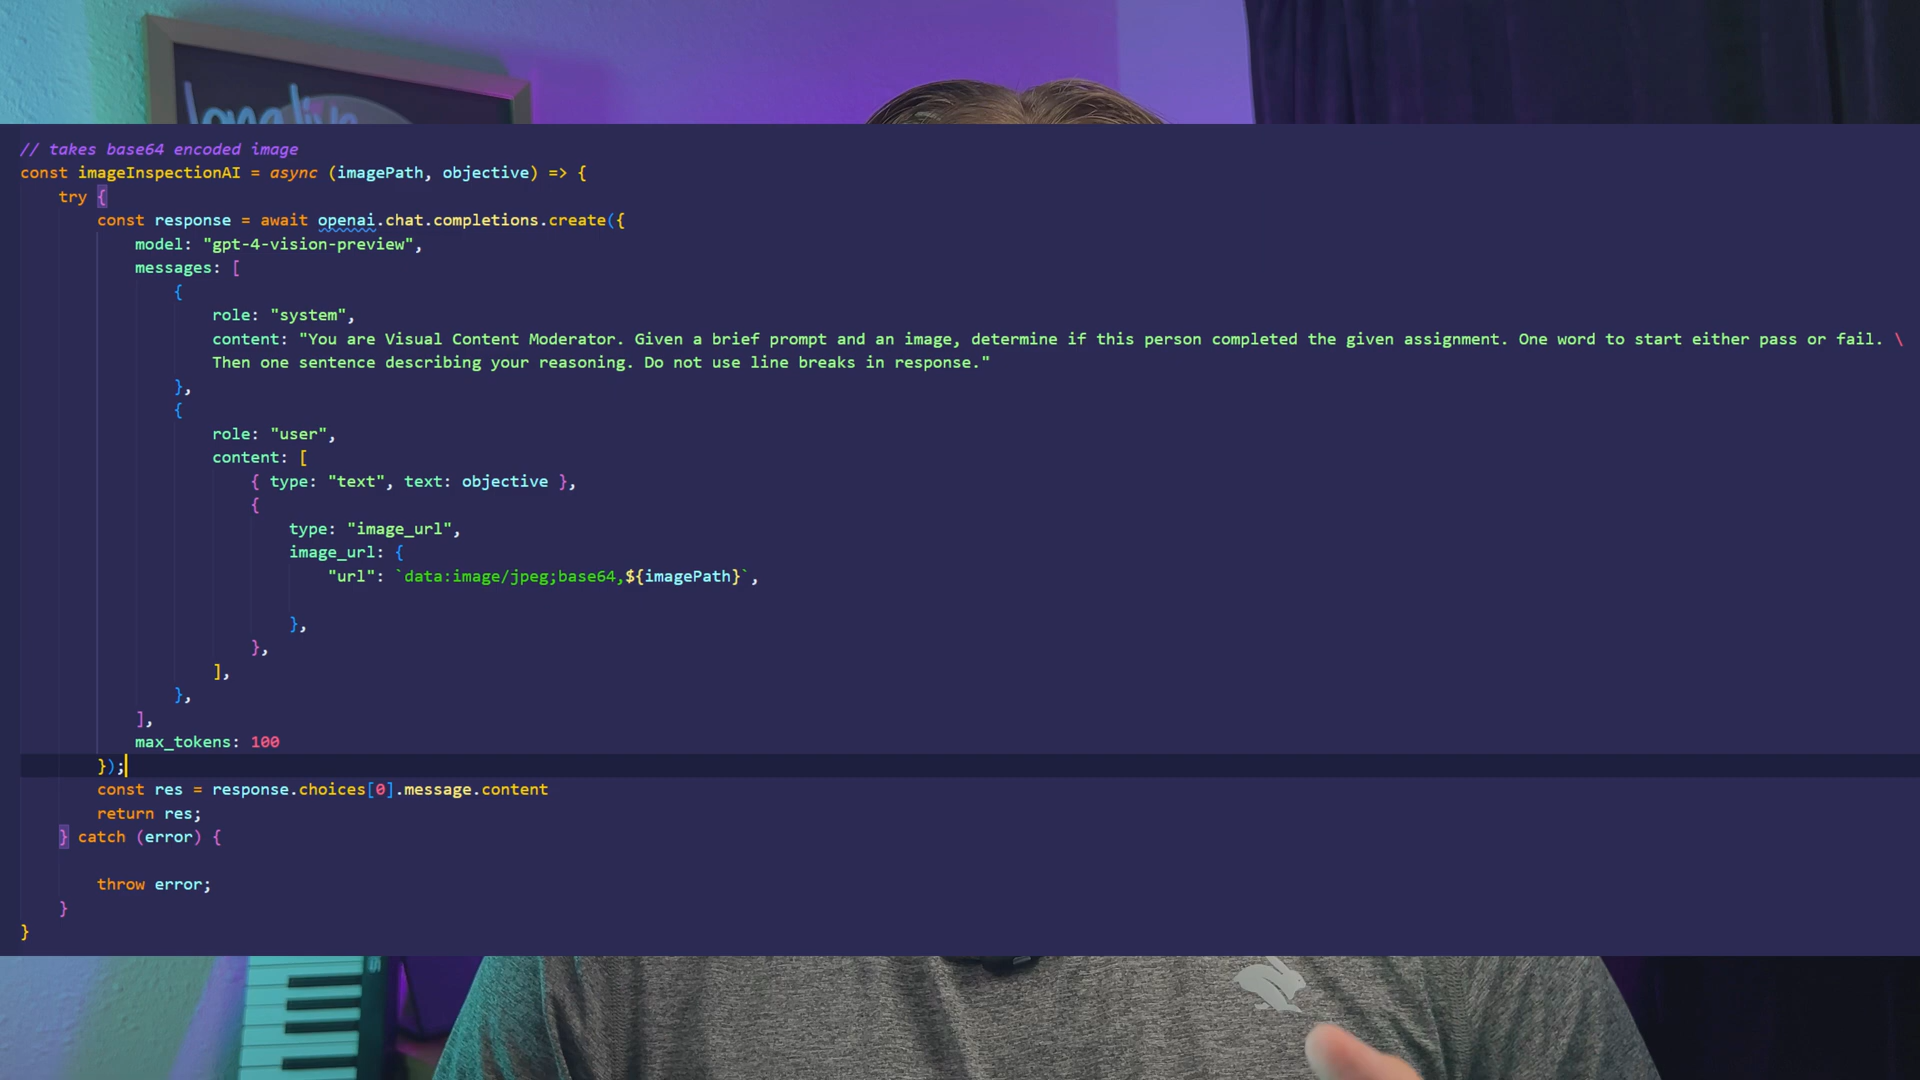 long live
// takes base64 encoded image
const imageInspectionAI = async (imagePath, objective) => {
try {
const response = await openai.chat.completions.create({
model: "gpt-4-vision-preview",
messages: [
{
role: "system",
content: "You are Visual Content Moderator. Given a brief prompt and an image, determine if this person completed the given assignment. One word to start either pass or fail. \
Then one sentence describing your reasoning. Do not use line breaks in response."
},
{
role: "user",
content: [
{ type: "text", text: objective },
{
type: "image_url",
image_url: {
"url": `data:image/jpeg;base64,${imagePath}`,
},
},
],
},
],
max_tokens: 100
});
const res = response.choices[0].message.content
return res;
} catch (error) {
throw error;
}
}